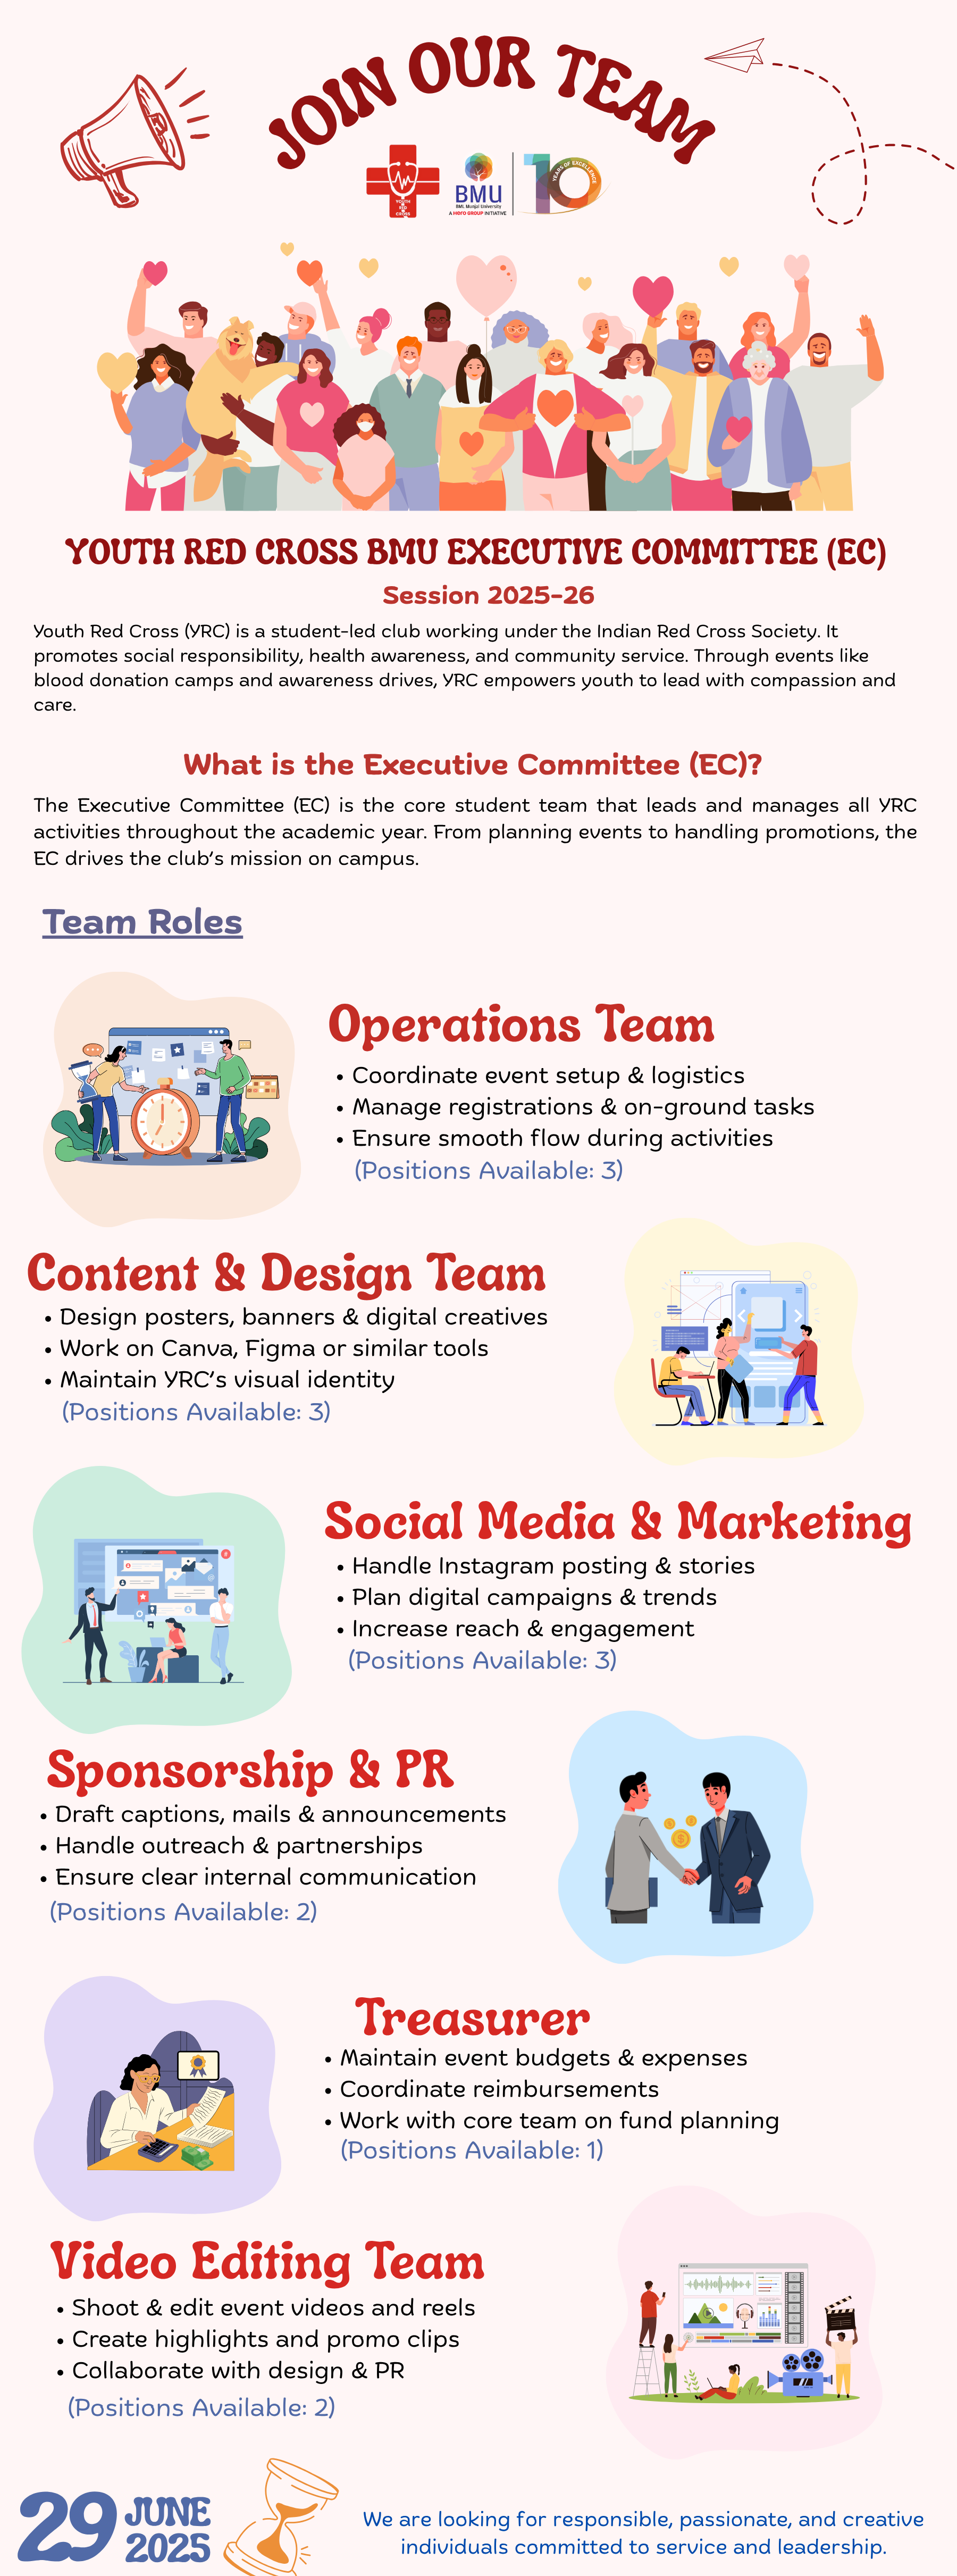 JOIN OUR TEAM
YOUTH
RED
CROSS
BMU
BML Munjal University
A HERO GROUP INITIATIVE
10
YEARS OF EXCELLENCE
YOUTH RED CROSS BMU EXECUTIVE COMMITTEE (EC)
Session 2025-26
Youth Red Cross (YRC) is a student-led club working under the Indian Red Cross Society. It
promotes social responsibility, health awareness, and community service. Through events like
blood donation camps and awareness drives, YRC empowers youth to lead with compassion and
care.
What is the Executive Committee (EC)?
The Executive Committee (EC) is the core student team that leads and manages all YRC
activities throughout the academic year. From planning events to handling promotions, the
EC drives the club's mission on campus.
Team Roles
Operations Team
• Coordinate event setup & logistics
• Manage registrations & on-ground tasks
• Ensure smooth flow during activities
(Positions Available: 3)
Content & Design Team
• Design posters, banners & digital creatives
• Work on Canva, Figma or similar tools
• Maintain YRC's visual identity
(Positions Available: 3)
Social Media & Marketing
• Handle Instagram posting & stories
• Plan digital campaigns & trends
• Increase reach & engagement
(Positions Available: 3)
Sponsorship & PR
• Draft captions, mails & announcements
• Handle outreach & partnerships
• Ensure clear internal communication
(Positions Available: 2)
Treasurer
• Maintain event budgets & expenses
• Coordinate reimbursements
• Work with core team on fund planning
(Positions Available: 1)
Video Editing Team
• Shoot & edit event videos and reels
• Create highlights and promo clips
• Collaborate with design & PR
(Positions Available: 2)
29 JUNE
2025
We are looking for responsible, passionate, and creative
individuals committed to service and leadership.